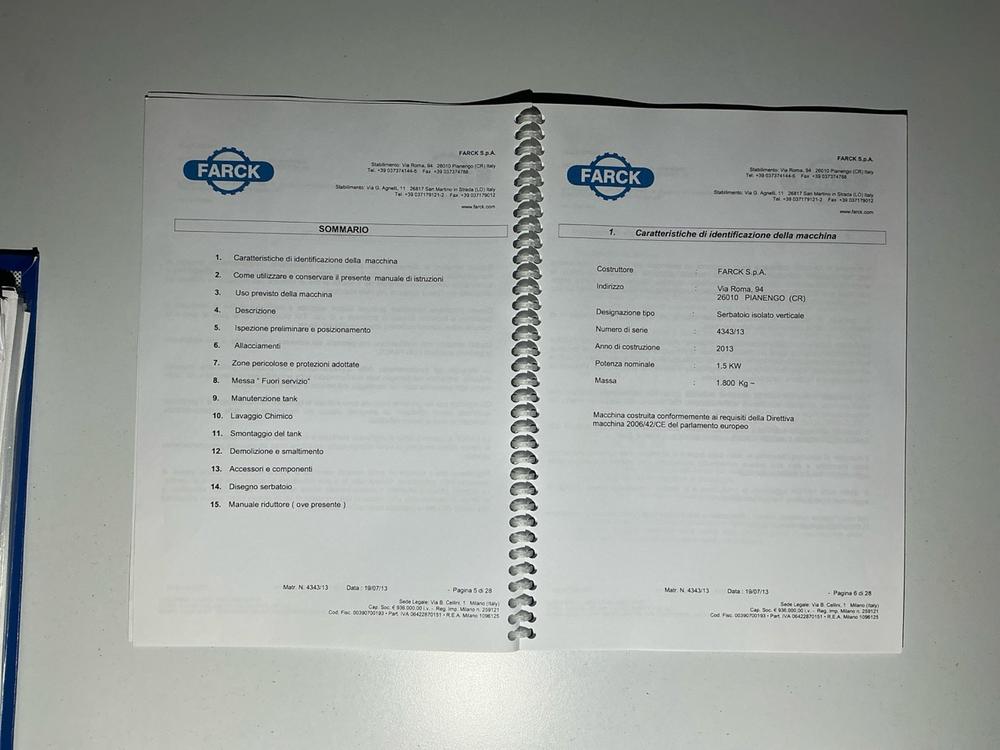 FARCK
FARCK S.p.A.
Stabilimento: Via Roma, 94 26010 Pianengo (CR) Italy
Tel. +39 037374144-6 Fax +39 037374788
Stabilimento: Via G. Agnelli, 11 26817 San Martino in Strada (LO) Italy
Tel. +39 037179121-2 Fax +39 037179012
www.farck.com
SOMMARIO
1. Caratteristiche di identificazione della macchina
2. Come utilizzare e conservare il presente manuale di istruzioni
3. Uso previsto della macchina
4. Descrizione
5. Ispezione preliminare e posizionamento
6. Allacciamenti
7. Zone pericolose e protezioni adottate
8. Messa " Fuori servizio"
9. Manutenzione tank
10. Lavaggio Chimico
11. Smontaggio del tank
12. Demolizione e smaltimento
13. Accessori e componenti
14. Disegno serbatoio
15. Manuale riduttore ( ove presente )
Matr. N. 4343/13 Data : 19/07/13 - Pagina 5 di 28
Sede Legale: Via B. Cellini, 1 Milano (Italy)
Cap. Soc. € 936.000,00 i.v. - Reg. Imp. Milano n. 259121
Cod. Fisc. 00390700193 • Part. IVA 06422870151 • R.E.A. Milano 1096125
FARCK
FARCK S.p.A.
Stabilimento: Via Roma, 94 26010 Pianengo (CR) Italy
Tel. +39 037374144-6 Fax +39 037374788
Stabilimento: Via G. Agnelli, 11 26817 San Martino in Strada (LO) Italy
Tel. +39 037179121-2 Fax +39 037179012
www.farck.com
1. Caratteristiche di identificazione della macchina
Costruttore : FARCK S.p.A.
Indirizzo : Via Roma, 94
26010 PIANENGO (CR)
Designazione tipo : Serbatoio isolato verticale
Numero di serie : 4343/13
Anno di costruzione : 2013
Potenza nominale : 1,5 KW
Massa : 1.800 Kg ~
Macchina costruita conformemente ai requisiti della Direttiva
macchina 2006/42/CE del parlamento europeo
Matr. N. 4343/13 Data : 19/07/13 - Pagina 6 di 28
Sede Legale: Via B. Cellini, 1 Milano (Italy)
Cap. Soc. € 936.000,00 i.v. - Reg. Imp. Milano n. 259121
Cod. Fisc. 00390700193 • Part. IVA 06422870151 • R.E.A. Milano 1096125